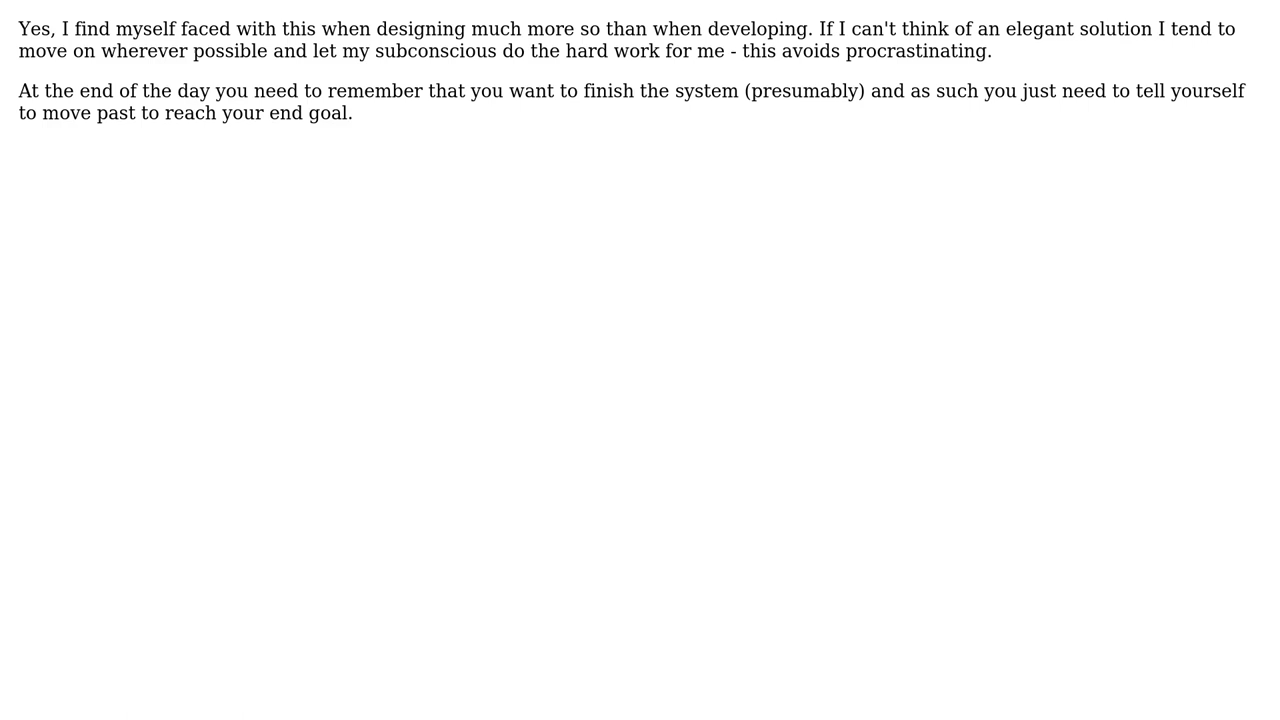 Yes, I find myself faced with this when designing much more so than when developing. If I can't think of an elegant solution I tend to
move on wherever possible and let my subconscious do the hard work for me - this avoids procrastinating.
At the end of the day you need to remember that you want to finish the system (presumably) and as such you just need to tell yourself
to move past to reach your end goal.